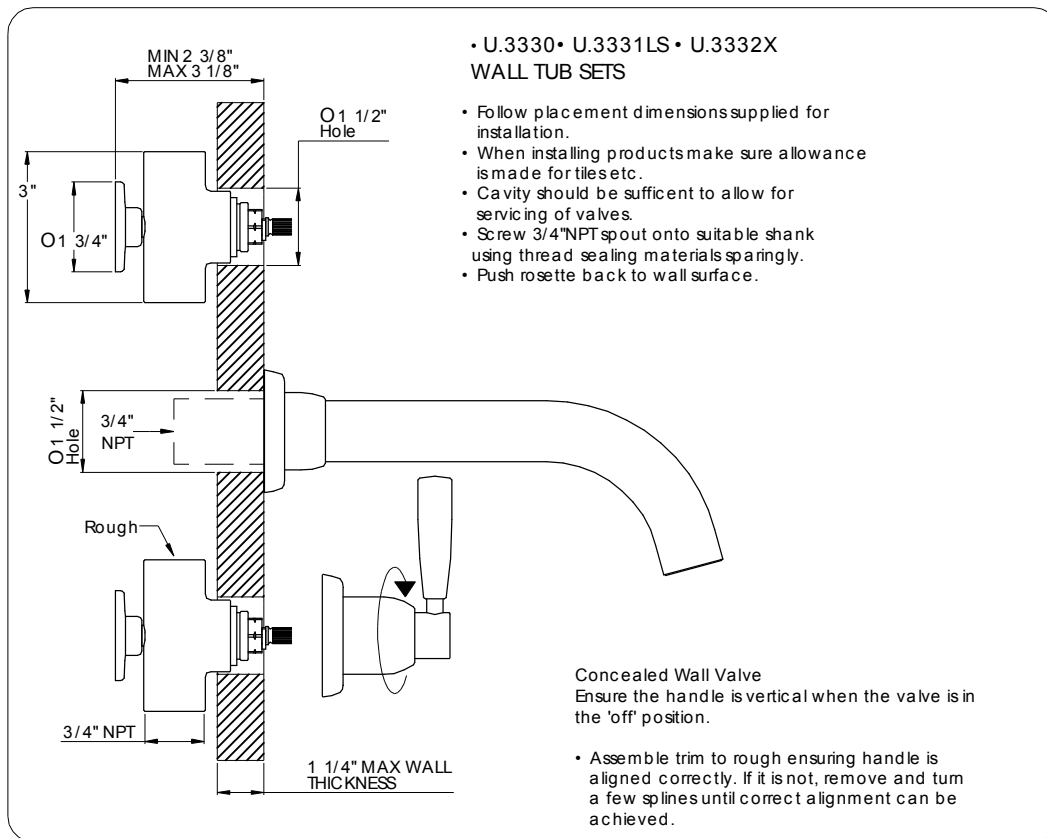 • U.3330• U.3331LS • U.3332X
WALL TUB SETS
• Follow placement dimensions supplied for
installation.
• When installing products make sure allowance
is made for tiles etc.
• Cavity should be sufficent to allow for
servicing of valves.
• Screw 3/4"NPT spout onto suitable shank
using thread sealing materials sparingly.
• Push rosette back to wall surface.
MIN 2 3/8"
MAX 3 1/8"
O1 1/2"
Hole
3"
O1 3/4"
O1 1/2"
Hole
3/4"
NPT
Rough
3/4" NPT
1 1/4" MAX WALL
THICKNESS
Concealed Wall Valve
Ensure the handle is vertical when the valve is in
the 'off' position.
• Assemble trim to rough ensuring handle is
aligned correctly. If it is not, remove and turn
a few splines until correct alignment can be
achieved.